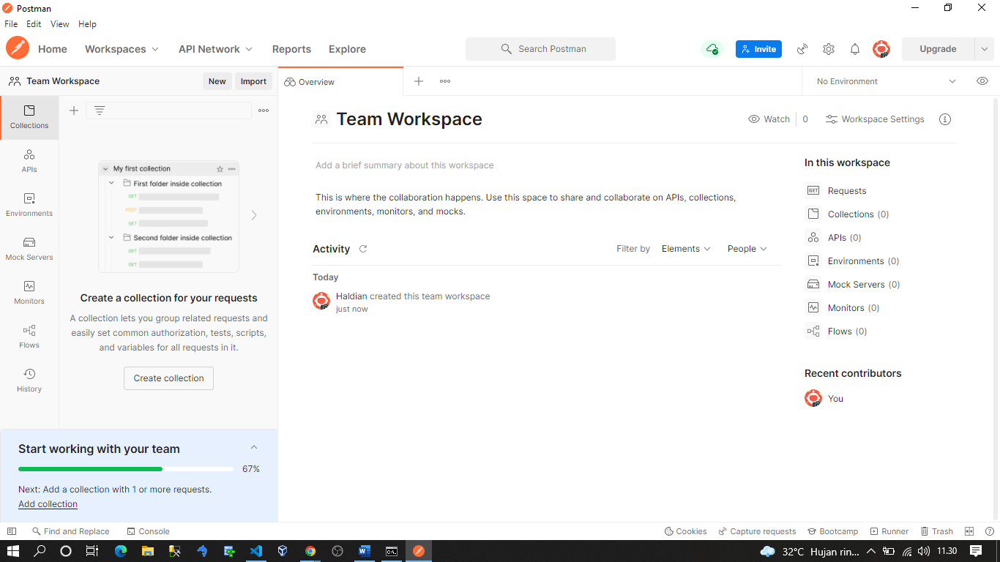 Postman
File Edit View Help
Home Workspaces API Network Reports Explore Search Postman Invite Upgrade
Team Workspace New Import
Overview
No Environment
Collections
APIs
Environments
Mock Servers
Monitors
Flows
History
My first collection
First folder inside collection
GET
POST
GET
Second folder inside collection
GET
GET
Create a collection for your requests
A collection lets you group related requests and
easily set common authorization, tests, scripts,
and variables for all requests in it.
Create collection
Start working with your team
67%
Next: Add a collection with 1 or more requests.
Add collection
Team Workspace
Watch 0 Workspace Settings
Add a brief summary about this workspace
This is where the collaboration happens. Use this space to share and collaborate on APIs, collections,
environments, monitors, and mocks.
Activity
Filter by Elements People
Today
Haldian created this team workspace
just now
In this workspace
GET Requests
Collections (0)
APIs (0)
Environments (0)
Mock Servers (0)
Monitors (0)
Flows (0)
Recent contributors
You
Find and Replace Console Cookies Capture requests Bootcamp Runner Trash
32°C Hujan rin... 11.30